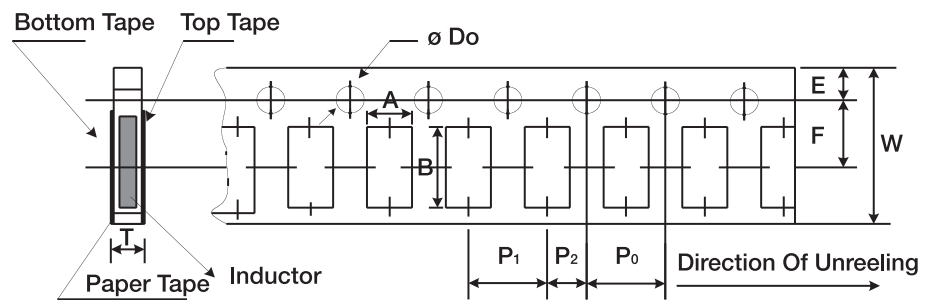 Bottom Tape
Top Tape
ø Do
A
E
F
W
B
T
P₁
P₂
P₀
Direction Of Unreeling
Paper Tape
Inductor